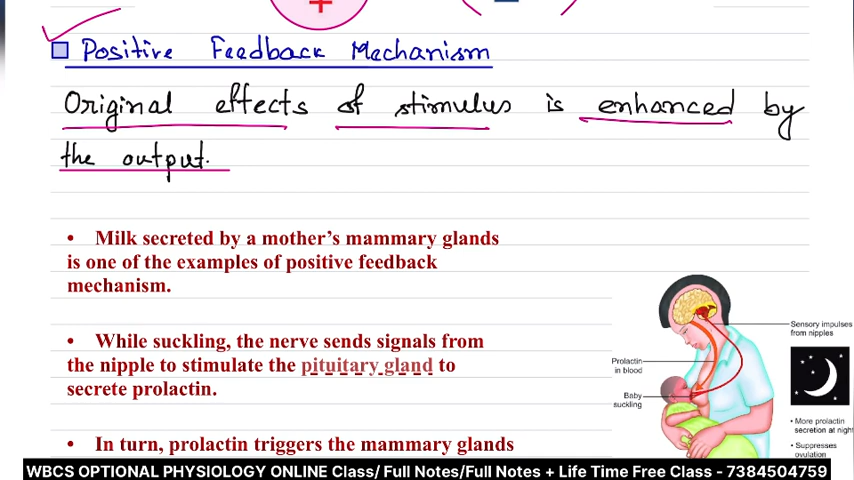 Positive Feedback Mechanism
Original effects of stimulus is enhanced by
the output.
• Milk secreted by a mother's mammary glands
is one of the examples of positive feedback
mechanism.
• While suckling, the nerve sends signals from
the nipple to stimulate the pituitary gland to
secrete prolactin.
• In turn, prolactin triggers the mammary glands
Sensory impulses
from nipples
Prolactin
in blood
Baby
suckling
• More prolactin
secretion at night
• Suppresses
ovulation
WBCS OPTIONAL PHYSIOLOGY ONLINE Class/ Full Notes/Full Notes + Life Time Free Class - 7384504759